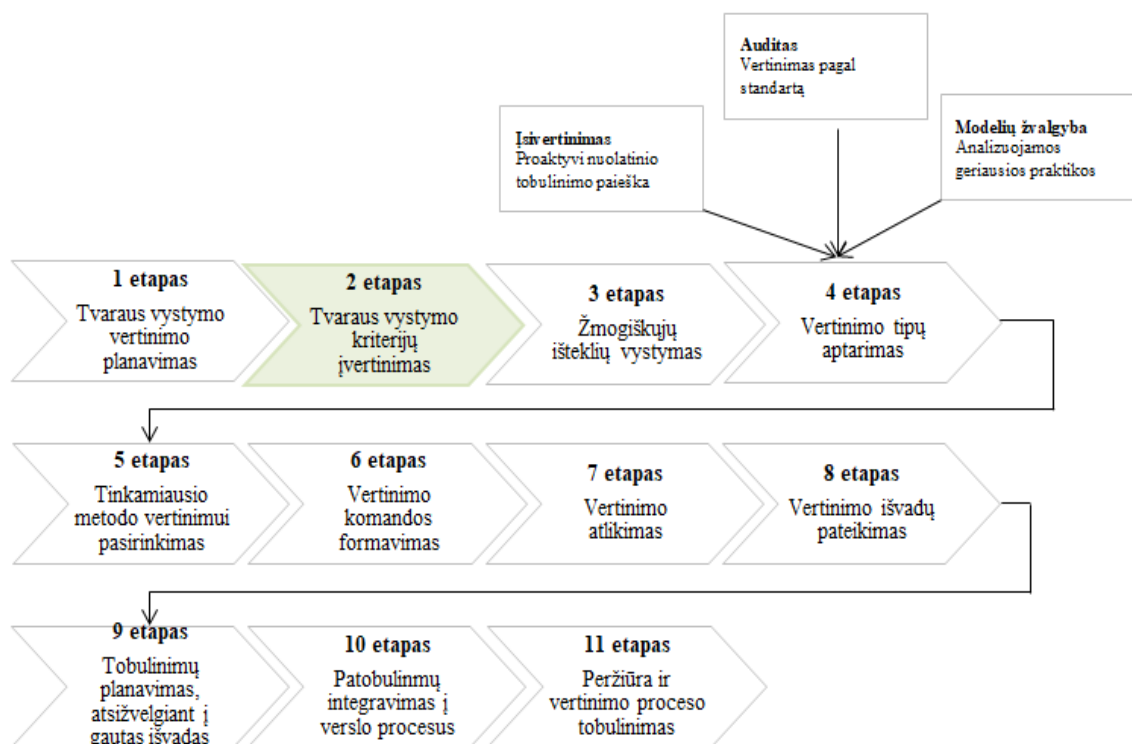 Auditas
Vertinimas pagal
standartą
Įsivertinimas
Proaktyvi nuolatinio
tobulinimo paieška
Modelių žvalgyba
Analizuojamos
geriausios praktikos
1 etapas
Tvaraus vystymo
vertinimo
planavimas
2 etapas
Tvaraus vystymo
kriterijų
įvertinimas
3 etapas
Žmogiškųjų
išteklių vystymas
4 etapas
Vertinimo tipų
aptarimas
5 etapas
Tinkamiausio
metodo vertinimui
pasirinkimas
6 etapas
Vertinimo
komandos
formavimas
7 etapas
Vertinimo
atlikimas
8 etapas
Vertinimo išvadų
pateikimas
9 etapas
Tobulinimų
planavimas,
atsižvelgiant į
gautas išvadas
10 etapas
Patobulinmų
integravimas į
verslo procesus
11 etapas
Peržiūra ir
vertinimo proceso
tobulinimas